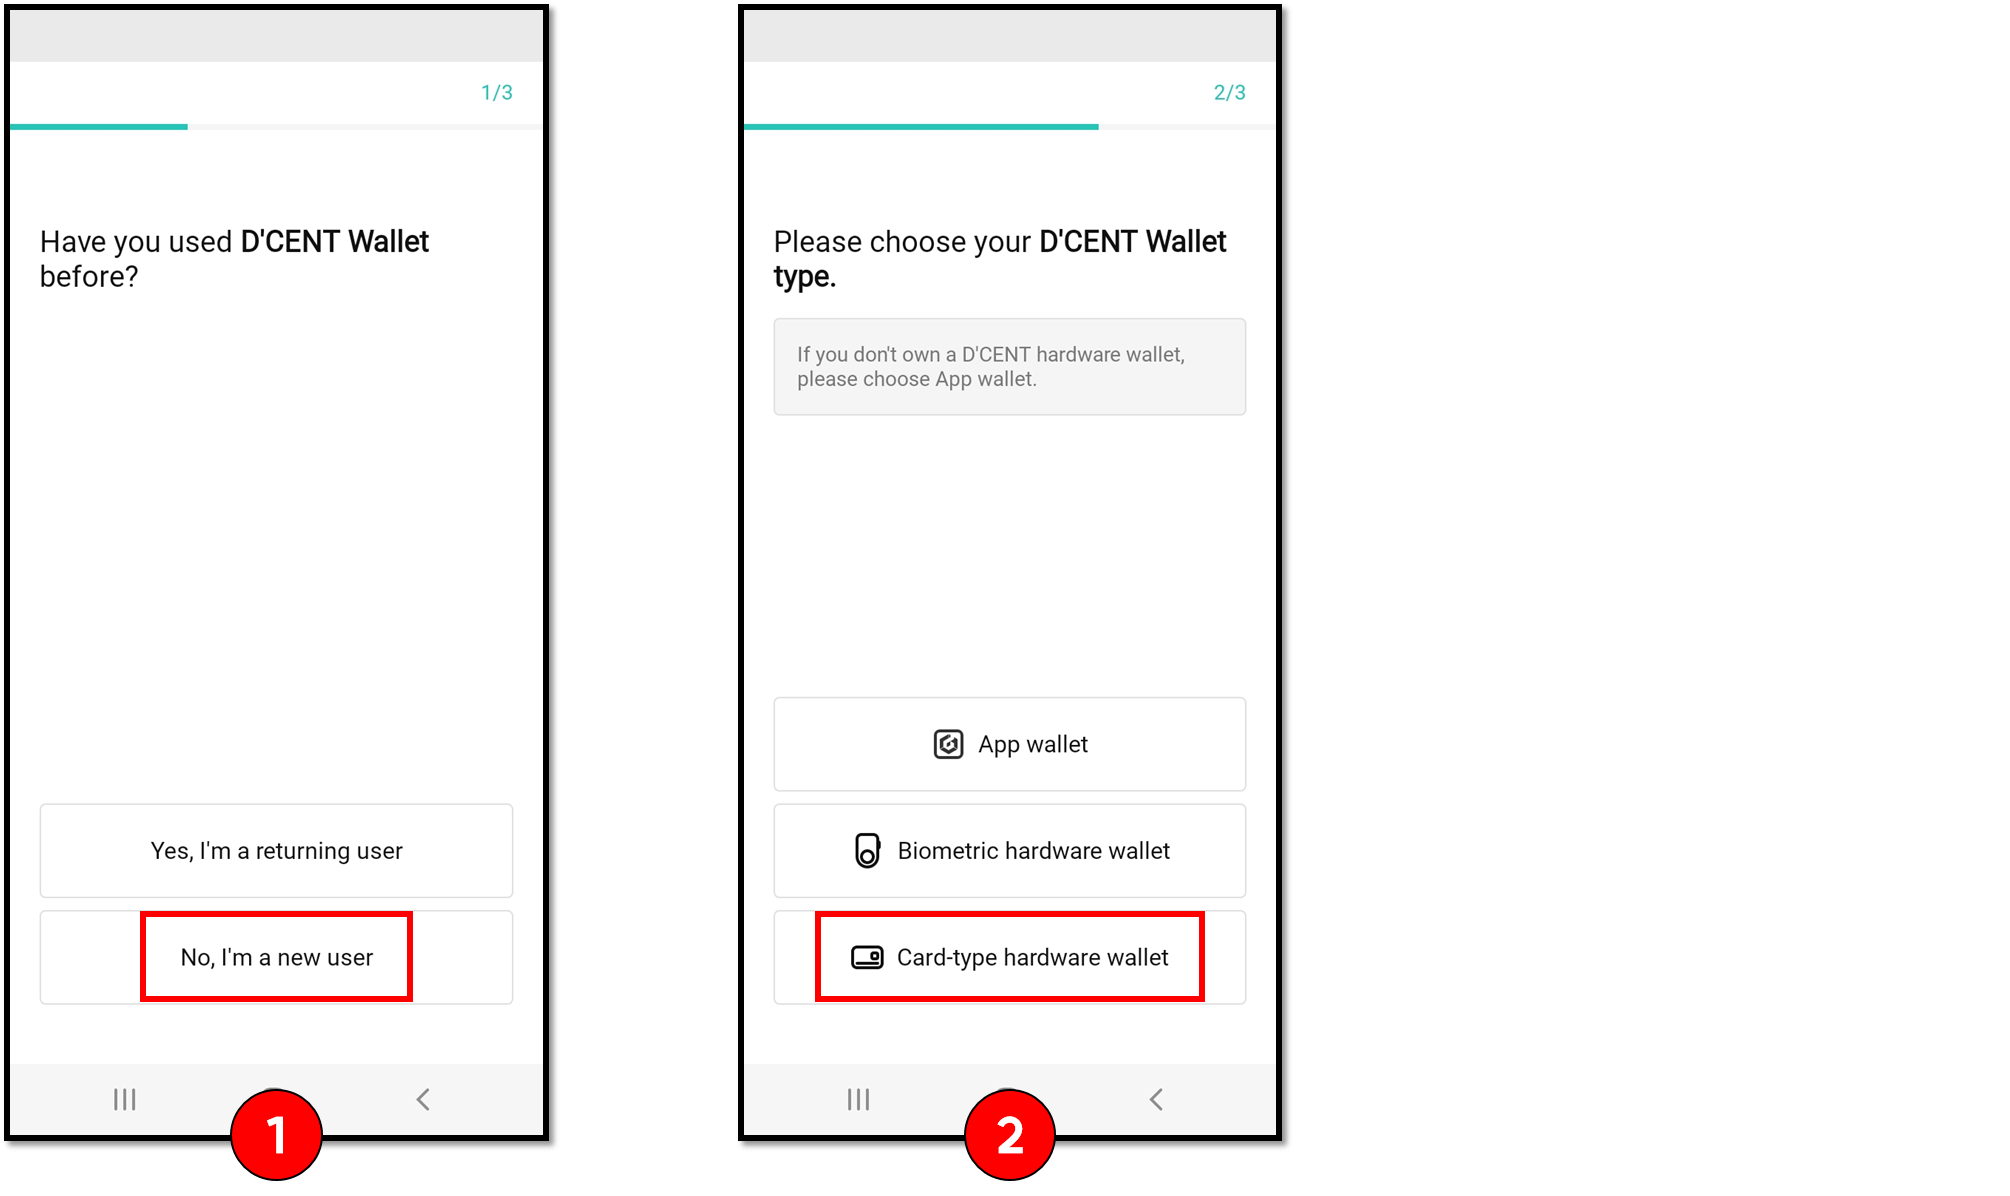 1/3
Have you used D'CENT Wallet
before?
Yes, I'm a returning user
No, I'm a new user
1
2/3
Please choose your D'CENT Wallet
type.
If you don't own a D'CENT hardware wallet,
please choose App wallet.
App wallet
Biometric hardware wallet
Card-type hardware wallet
2